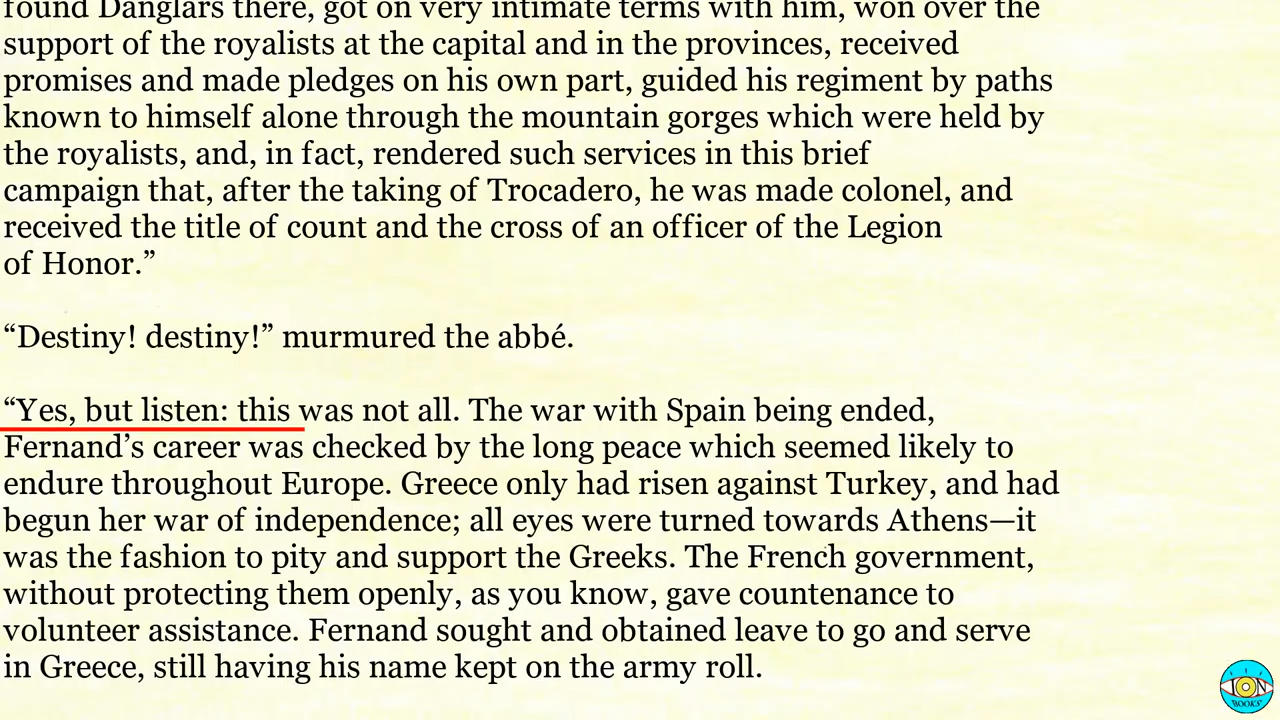 found Danglars there, got on very intimate terms with him, won over the
support of the royalists at the capital and in the provinces, received
promises and made pledges on his own part, guided his regiment by paths
known to himself alone through the mountain gorges which were held by
the royalists, and, in fact, rendered such services in this brief
campaign that, after the taking of Trocadero, he was made colonel, and
received the title of count and the cross of an officer of the Legion
of Honor.”
“Destiny! destiny!” murmured the abbé.
“Yes, but listen: this was not all. The war with Spain being ended,
Fernand’s career was checked by the long peace which seemed likely to
endure throughout Europe. Greece only had risen against Turkey, and had
begun her war of independence; all eyes were turned towards Athens—it
was the fashion to pity and support the Greeks. The French government,
without protecting them openly, as you know, gave countenance to
volunteer assistance. Fernand sought and obtained leave to go and serve
in Greece, still having his name kept on the army roll.
ION
BOOKS